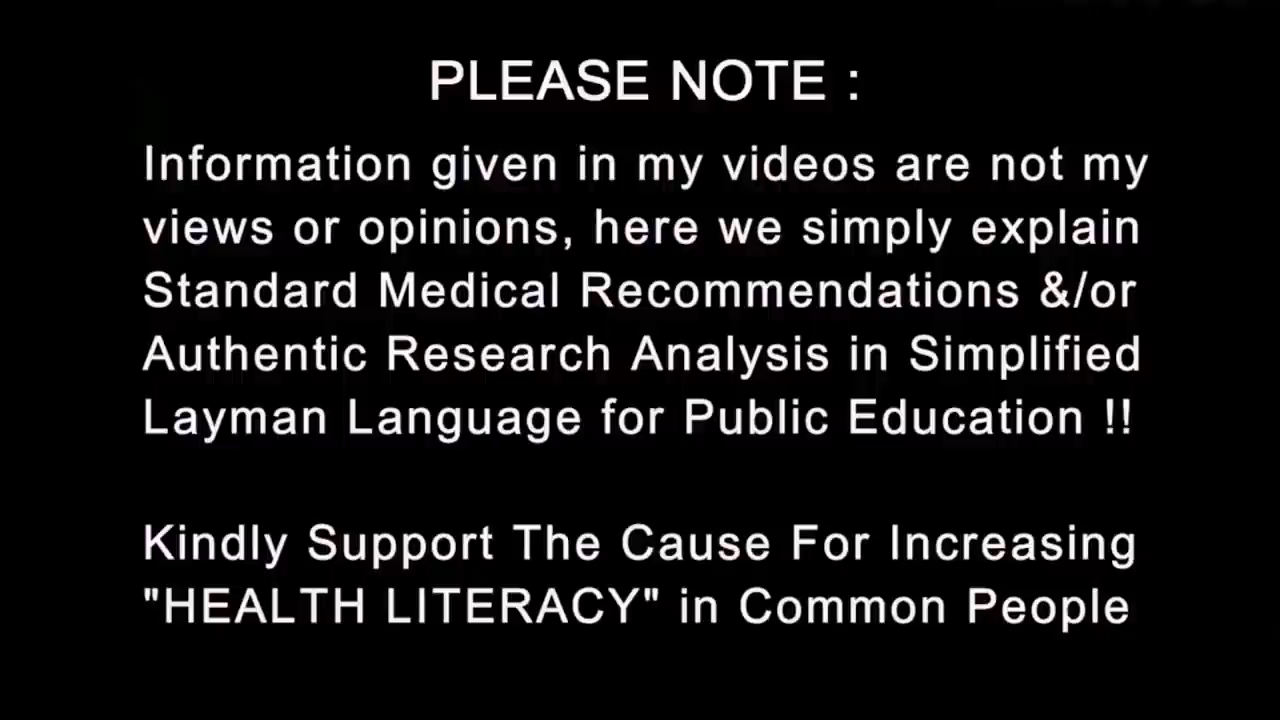 PLEASE NOTE :
Information given in my videos are not my
views or opinions, here we simply explain
Standard Medical Recommendations &/or
Authentic Research Analysis in Simplified
Layman Language for Public Education !!
Kindly Support The Cause For Increasing
"HEALTH LITERACY" in Common People